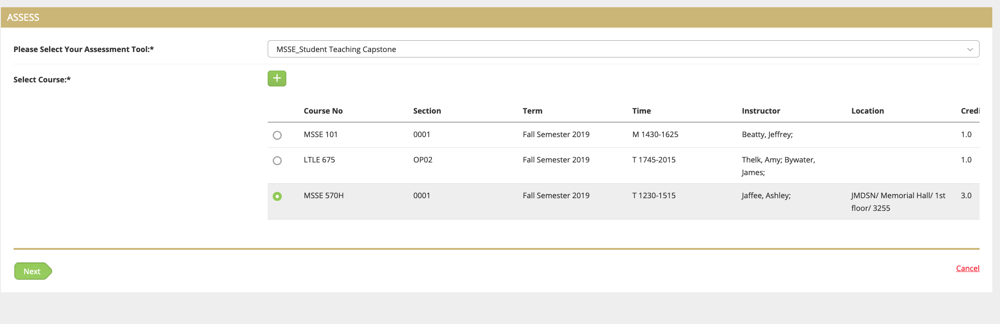 ASSESS
Please Select Your Assessment Tool:* MSSE_Student Teaching Capstone
Select Course:* +
Course No Section Term Time Instructor Location Credi
MSSE 101 0001 Fall Semester 2019 M 1430-1625 Beatty, Jeffrey; 1.0
LTLE 675 OP02 Fall Semester 2019 T 1745-2015 Thelk, Amy; Bywater, 1.0
James;
MSSE 570H 0001 Fall Semester 2019 T 1230-1515 Jaffee, Ashley; JMDSN/ Memorial Hall/ 1st 3.0
floor/ 3255
Next Cancel